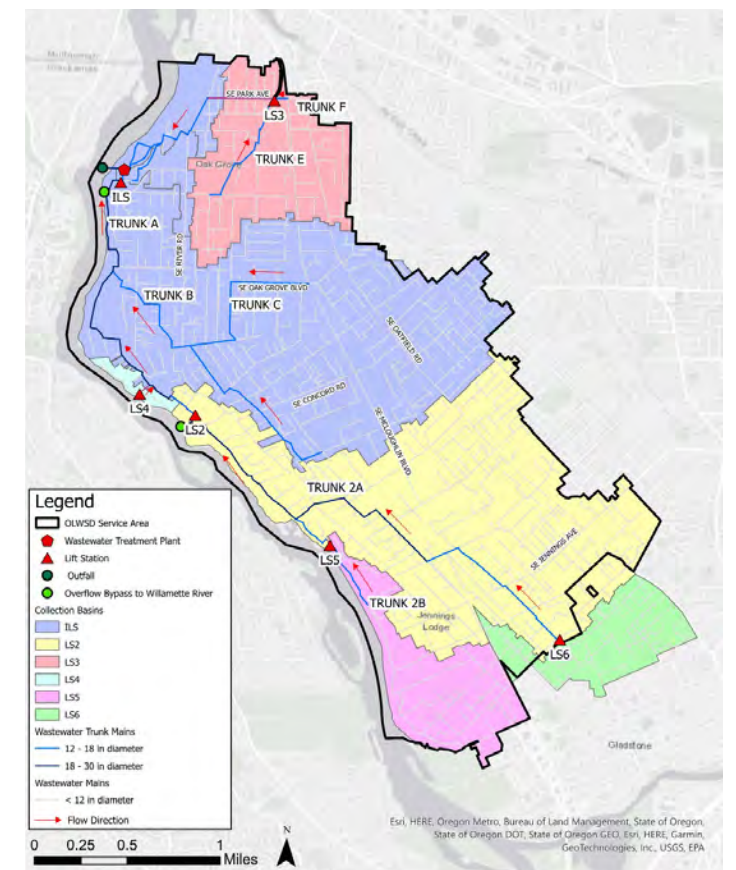 SE PARK AVE
TRUNK F
LS3
TRUNK E
Oak Grove
ILS
TRUNK A
SE RIVER RD
TRUNK B
SE OAK GROVE BLVD
TRUNK C
SE OATFIELD RD
SE CONCORD RD
LS4
LS2
SE MCLOUGHLIN BLVD
TRUNK 2A
SE JENNINGS AVE
LS5
TRUNK 2B
Jennings
Lodge
LS6
Gladstone
Legend
OLWSD Service Area
Wastewater Treatment Plant
Lift Station
Outfall
Overflow Bypass to Willamette River
Collection Basins
ILS
LS2
LS3
LS4
LS5
LS6
Wastewater Trunk Mains
12 - 18 in diameter
18 - 30 in diameter
Wastewater Mains
< 12 in diameter
Flow Direction
Esri, HERE, Oregon Metro, Bureau of Land Management, State of Oregon,
State of Oregon DOT, State of Oregon GEO, Esri, HERE, Garmin,
GeoTechnologies, Inc., USGS, EPA
N
0 0.25 0.5 1
Miles